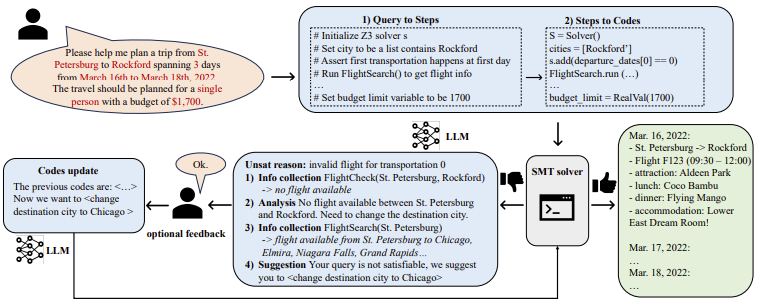 Please help me plan a trip from St.
Petersburg to Rockford spanning 3 days
from March 16th to March 18th, 2022.
The travel should be planned for a single
person with a budget of $1,700.
1) Query to Steps
# Initialize Z3 solver s
# Set city to be a list contains Rockford
# Assert first transportation happens at first day
# Run FlightSearch() to get flight info
…
# Set budget limit variable to be 1700
2) Steps to Codes
S = Solver()
cities = [Rockford’]
s.add(departure_dates[0] == 0)
FlightSearch.run (…)
…
budget_limit = RealVal(1700)
LLM
Codes update
The previous codes are: <…>
Now we want to <change
destination city to Chicago >
LLM
Ok.
optional feedback
Unsat reason: invalid flight for transportation 0
1) Info collection FlightCheck(St. Petersburg, Rockford)
-> no flight available
2) Analysis No flight available between St. Petersburg
and Rockford. Need to change the destination city.
3) Info collection FlightSearch(St. Petersburg)
-> flight available from St. Petersburg to Chicago,
Elmira, Niagara Falls, Grand Rapids…
4) Suggestion Your query is not satisfiable, we suggest
you to <change destination city to Chicago>
SMT solver
Mar. 16, 2022:
- St. Petersburg -> Rockford
- Flight F123 (09:30 – 12:00)
- attraction: Aldeen Park
- lunch: Coco Bambu
- dinner: Flying Mango
- accommodation: Lower
East Dream Room!
Mar. 17, 2022:
…
Mar. 18, 2022:
…